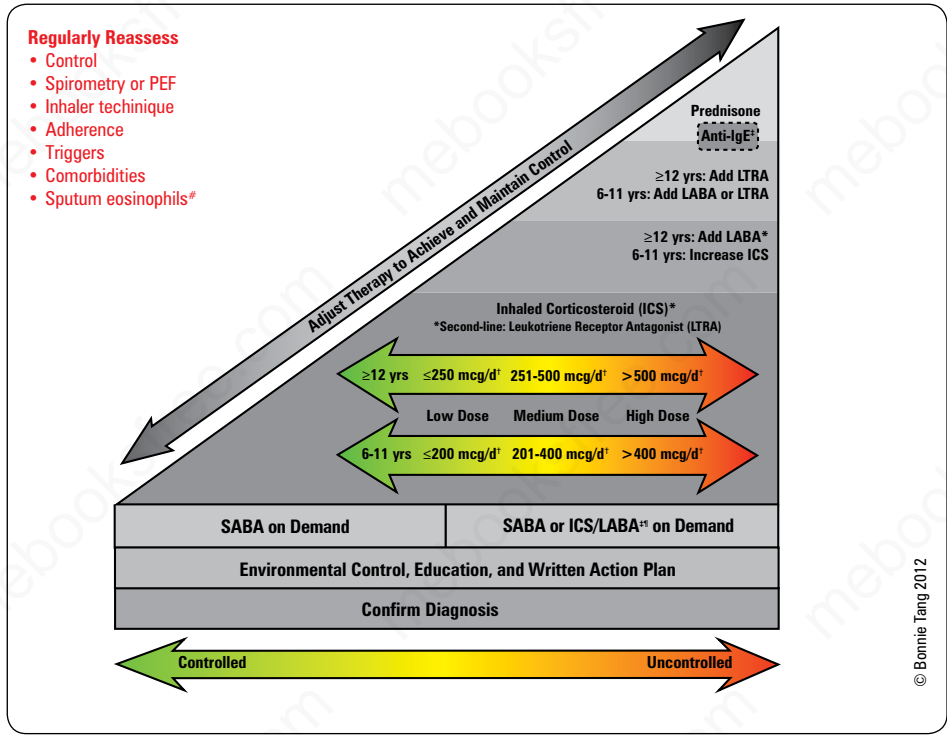 Regularly Reassess
• Control
• Spirometry or PEF
• Inhaler techinique
• Adherence
• Triggers
• Comorbidities
• Sputum eosinophils#
Adjust Therapy to Achieve and Maintain Control
Prednisone
Anti-IgE‡
≥12 yrs: Add LTRA
6-11 yrs: Add LABA or LTRA
≥12 yrs: Add LABA*
6-11 yrs: Increase ICS
Inhaled Corticosteroid (ICS)*
*Second-line: Leukotriene Receptor Antagonist (LTRA)
≥12 yrs ≤250 mcg/d† 251-500 mcg/d† >500 mcg/d†
Low Dose Medium Dose High Dose
6-11 yrs ≤200 mcg/d† 201-400 mcg/d† >400 mcg/d†
SABA on Demand
SABA or ICS/LABA‡¶ on Demand
Environmental Control, Education, and Written Action Plan
Confirm Diagnosis
Controlled Uncontrolled
© Bonnie Tang 2012
mebooksfree.com